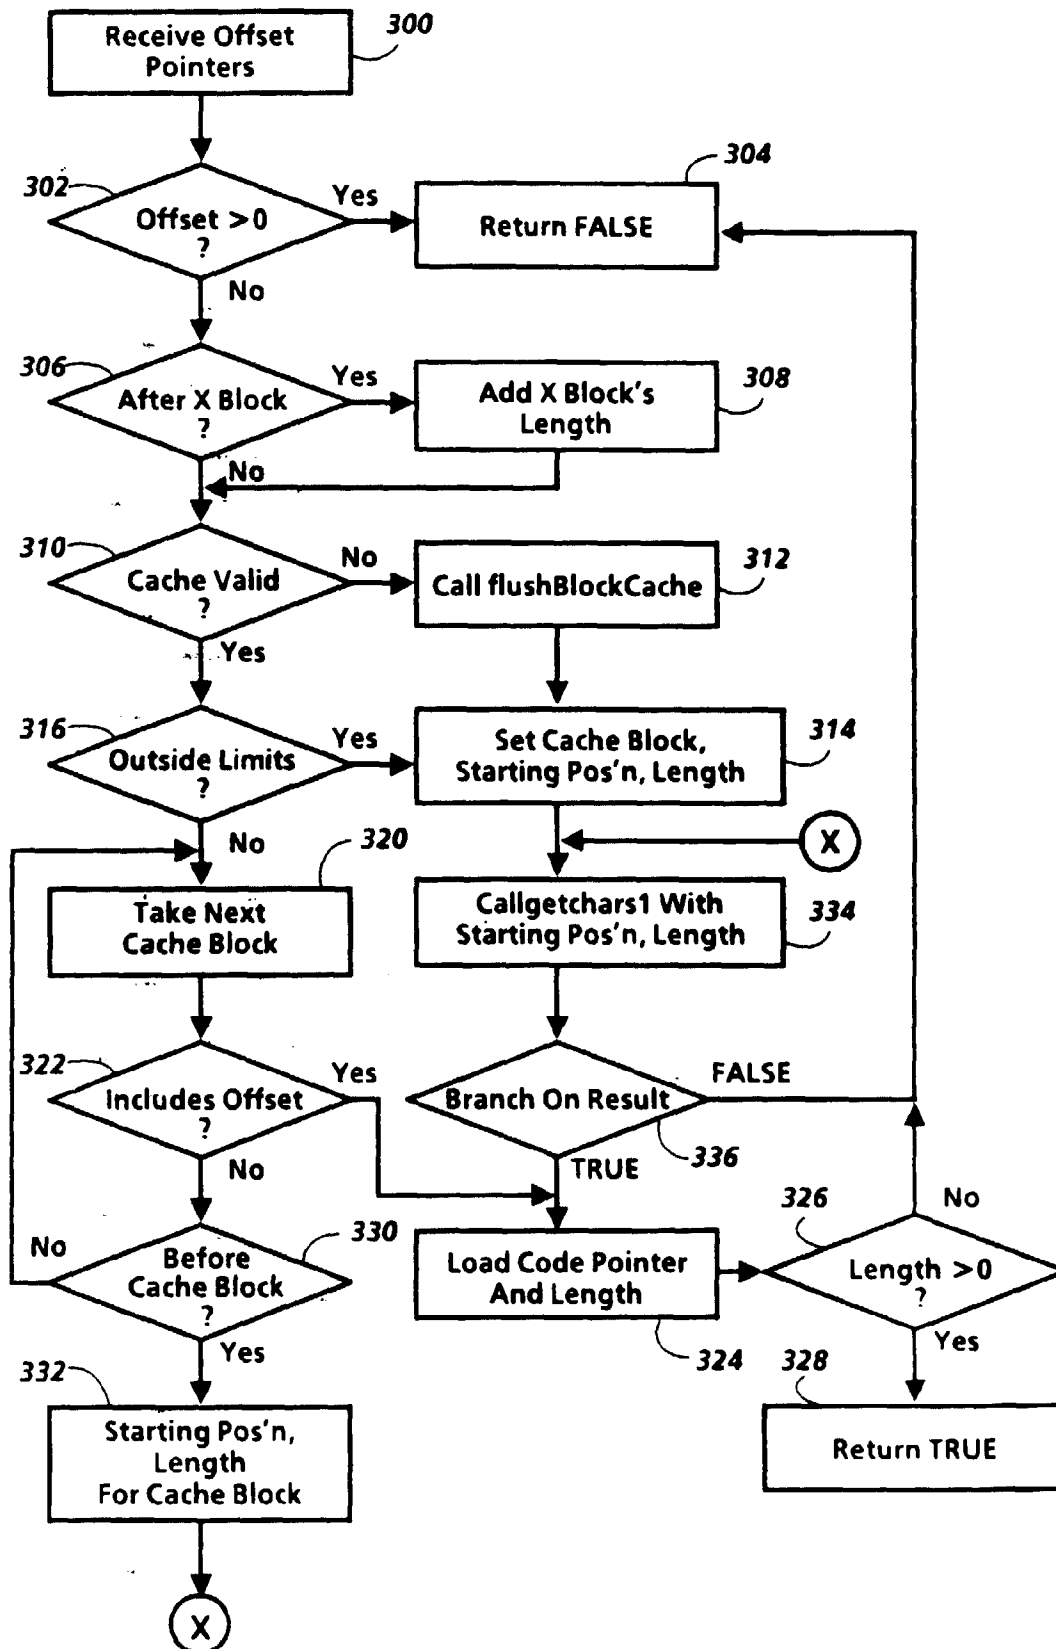 Receive Offset
Pointers
300
302
Offset >0
?
Yes
No
304
Return FALSE
306
After X Block
?
Yes
No
Add X Block's
Length
308
310
Cache Valid
?
No
Yes
Call flushBlockCache
312
316
Outside Limits
?
Yes
No
Set Cache Block,
Starting Pos'n, Length
314
X
320
Take Next
Cache Block
Callgetchars1 With
Starting Pos'n, Length
334
322
Includes Offset
?
Yes
No
Branch On Result
FALSE
336
TRUE
330
Before
Cache Block
?
No
Yes
Load Code Pointer
And Length
324
326
Length >0
?
No
Yes
328
Return TRUE
332
Starting Pos'n,
Length
For Cache Block
X